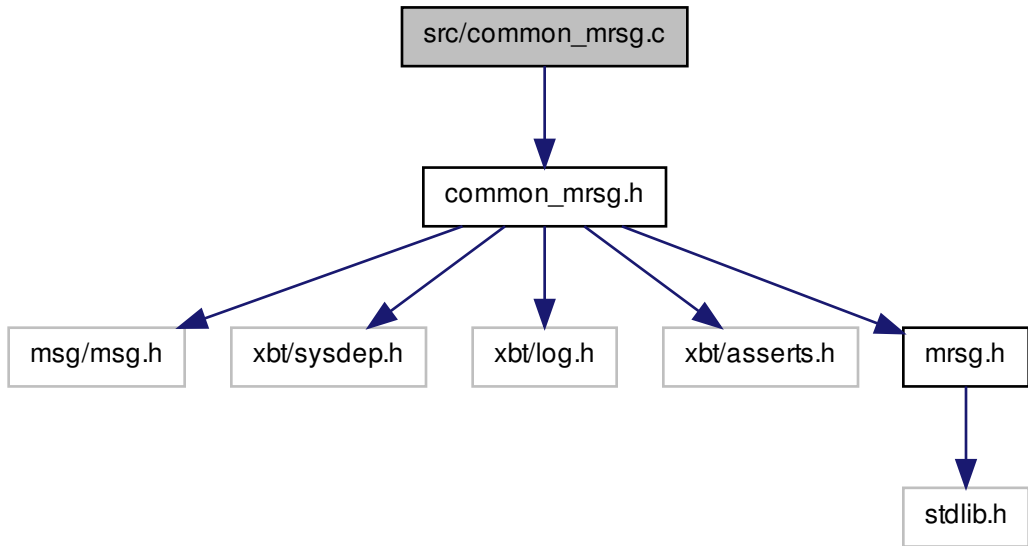 src/common_mrsg.c
common_mrsg.h
msg/msg.h
xbt/sysdep.h
xbt/log.h
xbt/asserts.h
mrsg.h
stdlib.h